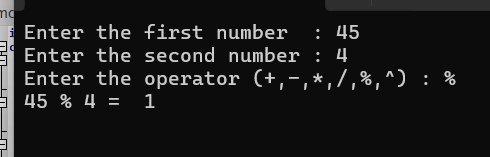 Enter the first number  : 45
Enter the second number : 4
Enter the operator (+,-,*,/,%,^) : %
45 % 4 =  1